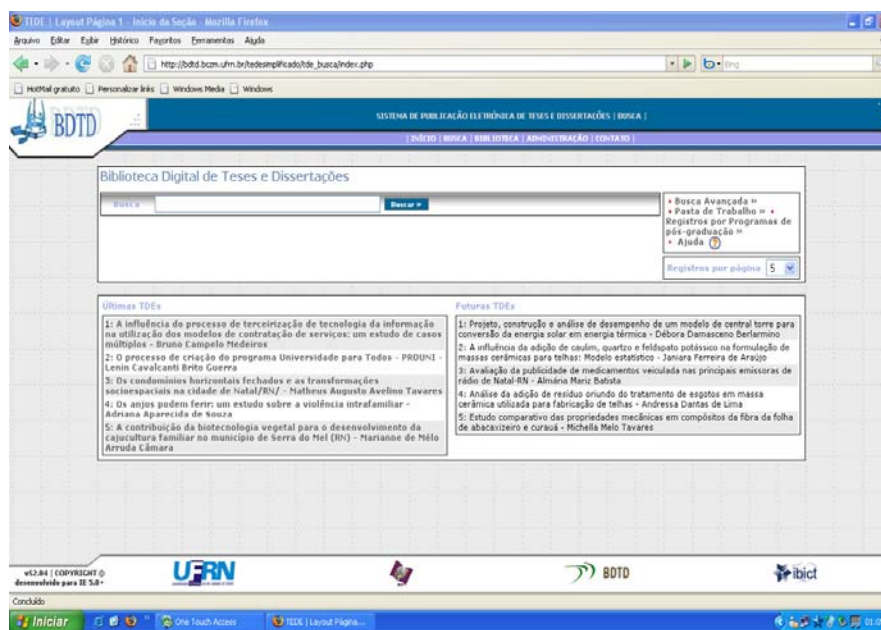 TEDE | Layout Página 1 - Início da Seção - Mozilla Firefox
Arquivo Editar Exibir Histórico Favoritos Ferramentas Ajuda
http://bdtd.bczm.ufrn.br/tedesimplificado/tde_busca/index.php
Bing
HotMail gratuito Personalizar links Windows Media Windows
BDTD
SISTEMA DE PUBLICAÇÃO ELETRÔNICA DE TESES E DISSERTAÇÕES | BUSCA |
| INÍCIO | BUSCA | BIBLIOTECA | ADMINISTRAÇÃO | CONTATO |
Biblioteca Digital de Teses e Dissertações
Busca
Buscar »
• Busca Avançada »
• Pasta de Trabalho » •
Registros por Programas de
pós-graduação »
• Ajuda ?
Registros por página 5
Últimas TDEs
1: A influência do processo de terceirização de tecnologia da informação
na utilização dos modelos de contratação de serviços: um estudo de casos
múltiplos - Bruno Campelo Medeiros
2: O processo de criação do programa Universidade para Todos - PROUNI -
Lenin Cavalcanti Brito Guerra
3: Os condomínios horizontais fechados e as transformações
socioespaciais na cidade de Natal/RN/ - Matheus Augusto Avelino Tavares
4: Os anjos podem ferir: um estudo sobre a violência intrafamiliar -
Adriana Aparecida de Souza
5: A contribuição da biotecnologia vegetal para o desenvolvimento da
cajucultura familiar no município de Serra do Mel (RN) - Marianne de Mélo
Arruda Câmara
Futuras TDEs
1: Projeto, construção e análise de desempenho de um modelo de central torre para
conversão da energia solar em energia térmica - Débora Damasceno Berlarmino
2: A influência da adição de caulim, quartzo e feldspato potássico na formulação de
massas cerâmicas para telhas: Modelo estatístico - Janiara Ferreira de Araújo
3: Avaliação da publicidade de medicamentos veiculada nas principais emissoras de
rádio de Natal-RN - Almária Mariz Batista
4: Análise da adição de resíduo oriundo do tratamento de esgotos em massa
cerâmica utilizada para fabricação de telhas - Andressa Dantas de Lima
5: Estudo comparativo das propriedades mecânicas em compósitos da fibra da folha
de abacaxizeiro e curauá - Michella Melo Tavares
vS2.04 | COPYRIGHT ©
desenvolvido para IE 5.0+
UFRN
BDTD
ibict
Concluído
Iniciar
One Touch Access
TEDE | Layout Página...